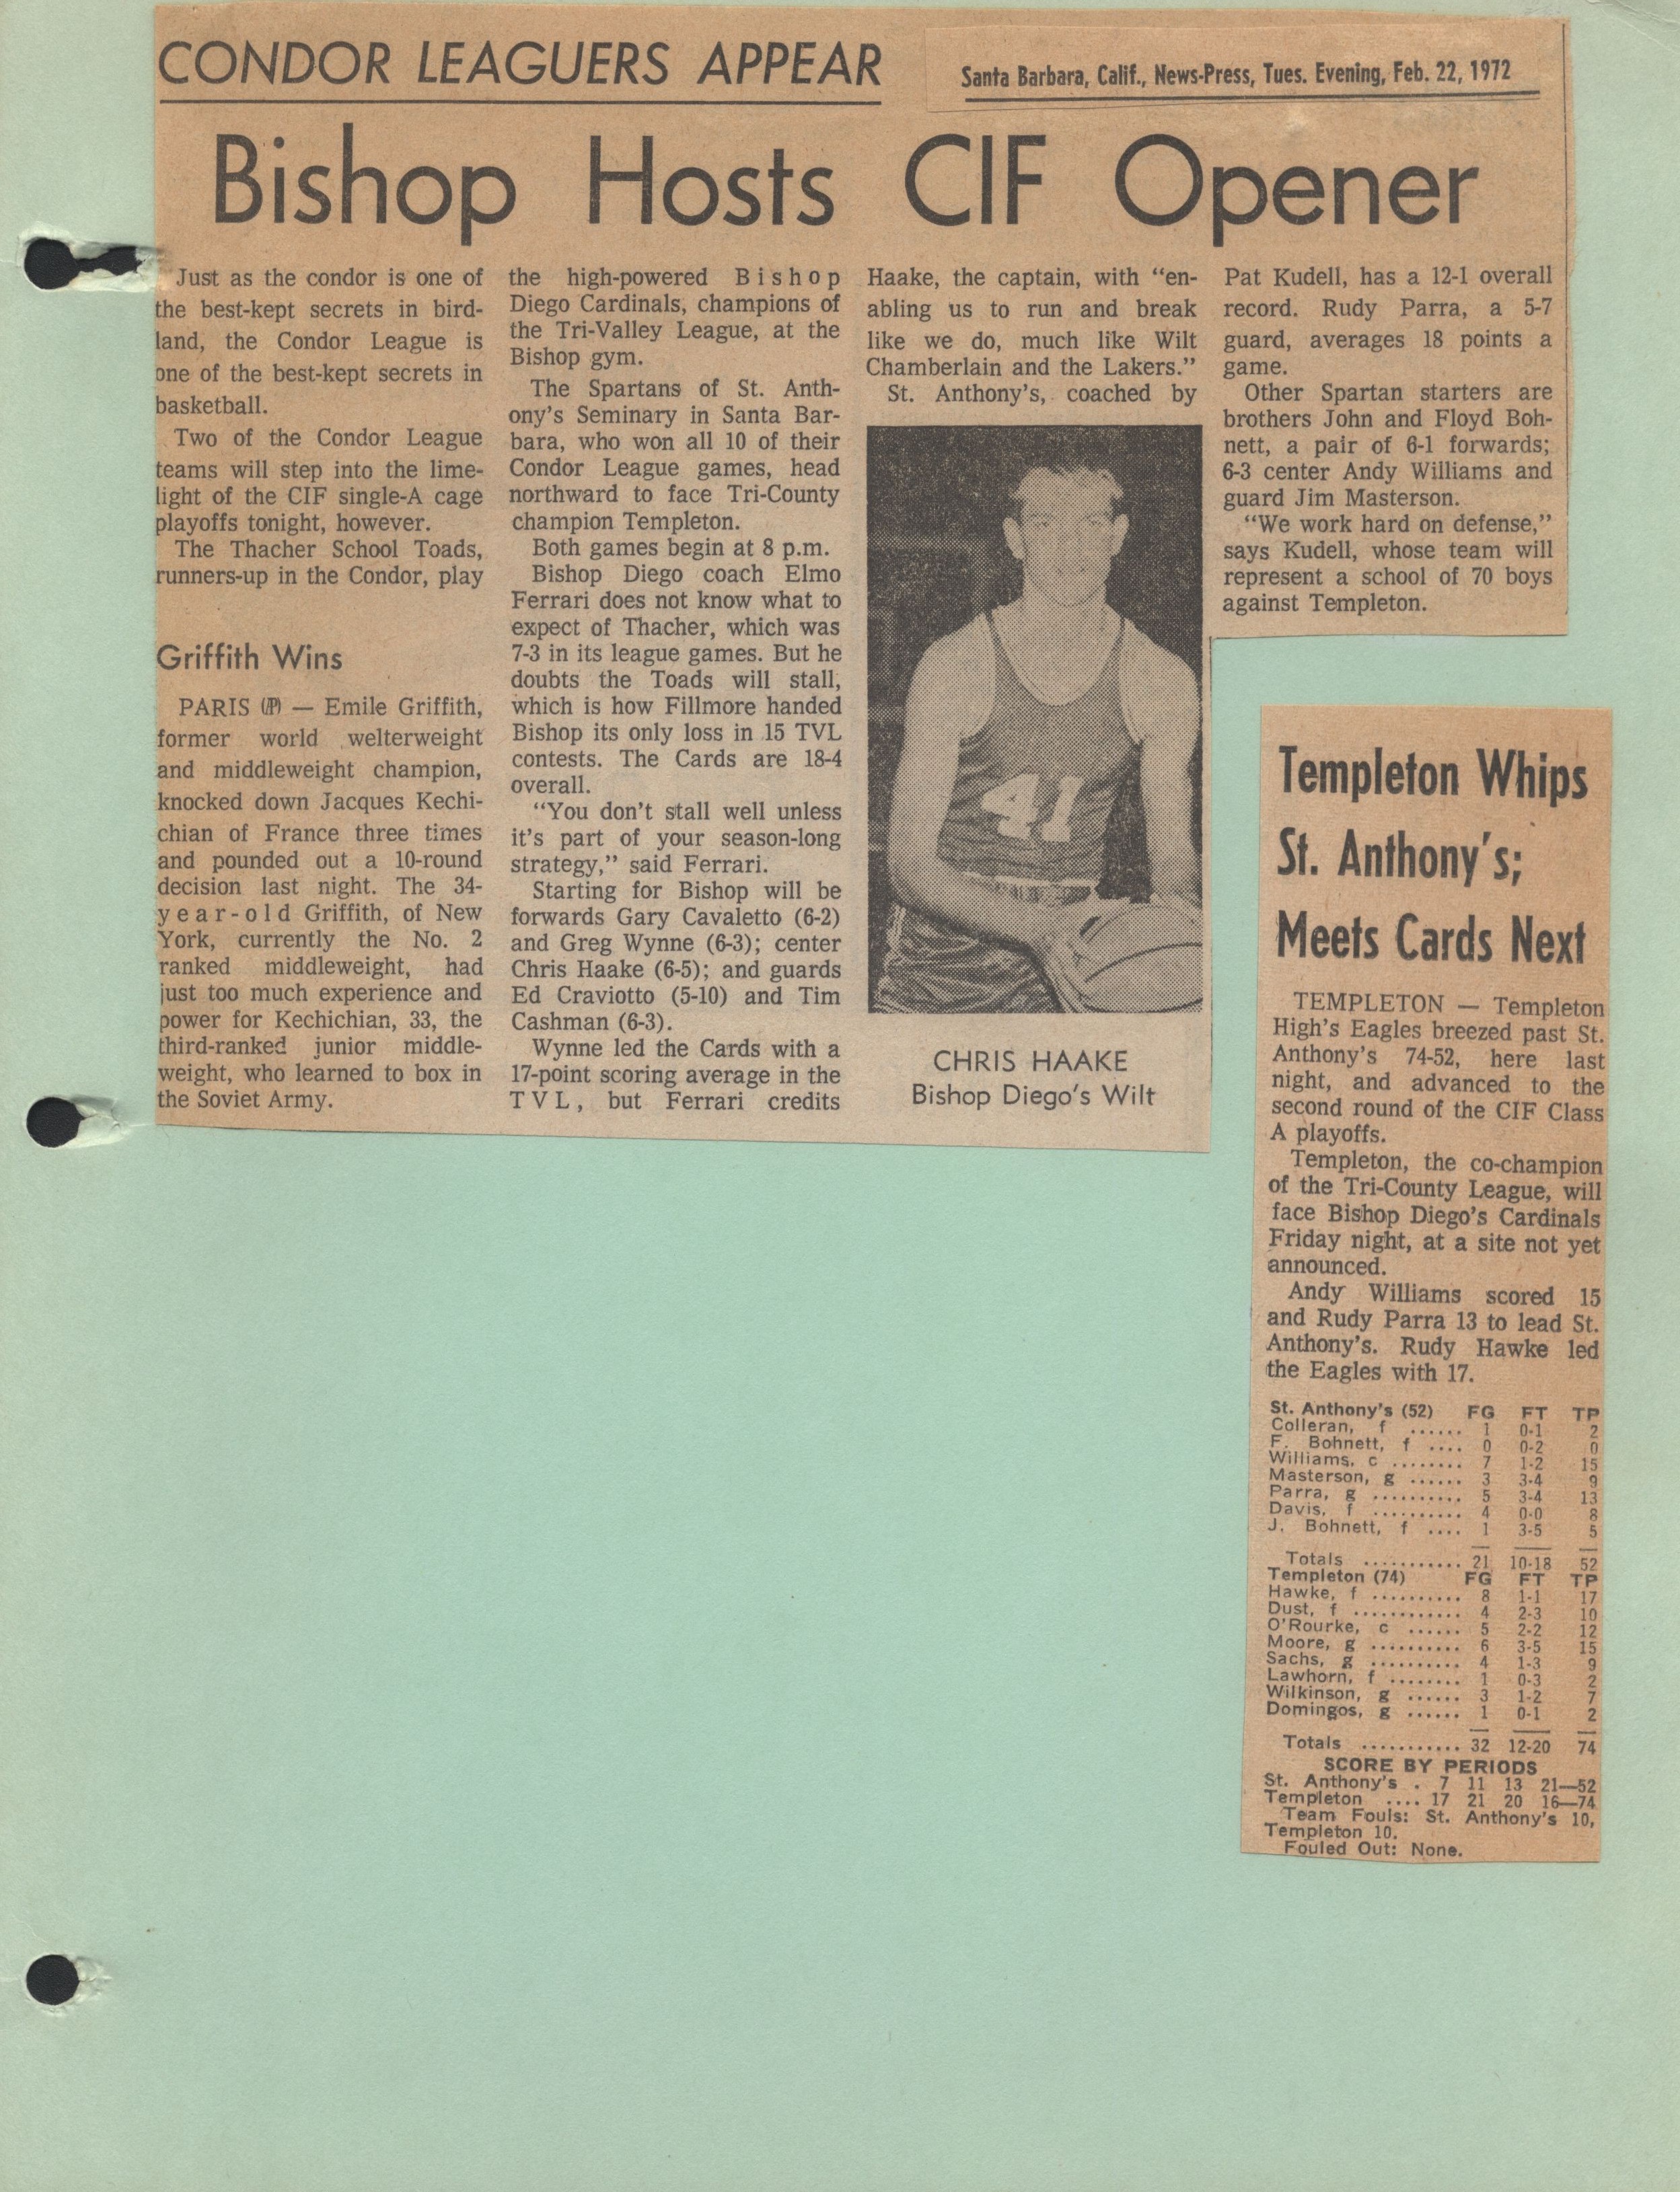 CONDOR LEAGUERS APPEAR
Santa Barbara, Calif., News-Press, Tues. Evening, Feb. 22, 1972
Bishop Hosts CIF Opener
Just as the condor is one of
the best-kept secrets in bird-
land, the Condor League is
one of the best-kept secrets in
basketball.
Two of the Condor League
teams will step into the lime-
light of the CIF single-A cage
playoffs tonight, however.
The Thacher School Toads,
runners-up in the Condor, play
the high-powered Bishop
Diego Cardinals, champions of
the Tri-Valley League, at the
Bishop gym.
The Spartans of St. Anth-
ony's Seminary in Santa Bar-
bara, who won all 10 of their
Condor League games, head
northward to face Tri-County
champion Templeton.
Both games begin at 8 p.m.
Bishop Diego coach Elmo
Ferrari does not know what to
expect of Thacher, which was
7-3 in its league games. But he
doubts the Toads will stall,
which is how Fillmore handed
Bishop its only loss in 15 TVL
contests. The Cards are 18-4
overall.
"You don't stall well unless
it's part of your season-long
strategy," said Ferrari.
Starting for Bishop will be
forwards Gary Cavaletto (6-2)
and Greg Wynne (6-3); center
Chris Haake (6-5); and guards
Ed Craviotto (5-10) and Tim
Cashman (6-3).
Wynne led the Cards with a
17-point scoring average in the
TVL, but Ferrari credits
Haake, the captain, with "en-
abling us to run and break
like we do, much like Wilt
Chamberlain and the Lakers."
St. Anthony's, coached by
Pat Kudell, has a 12-1 overall
record. Rudy Parra, a 5-7
guard, averages 18 points a
game.
Other Spartan starters are
brothers John and Floyd Boh-
nett, a pair of 6-1 forwards;
6-3 center Andy Williams and
guard Jim Masterson.
"We work hard on defense,"
says Kudell, whose team will
represent a school of 70 boys
against Templeton.
41
CHRIS HAAKE
Bishop Diego's Wilt
Griffith Wins
PARIS (AP) — Emile Griffith,
former world welterweight
and middleweight champion,
knocked down Jacques Kechi-
chian of France three times
and pounded out a 10-round
decision last night. The 34-
year-old Griffith, of New
York, currently the No. 2
ranked middleweight, had
just too much experience and
power for Kechichian, 33, the
third-ranked junior middle-
weight, who learned to box in
the Soviet Army.
Templeton Whips
St. Anthony's;
Meets Cards Next
TEMPLETON — Templeton
High's Eagles breezed past St.
Anthony's 74-52, here last
night, and advanced to the
second round of the CIF Class
A playoffs.
Templeton, the co-champion
of the Tri-County League, will
face Bishop Diego's Cardinals
Friday night, at a site not yet
announced.
Andy Williams scored 15
and Rudy Parra 13 to lead St.
Anthony's. Rudy Hawke led
the Eagles with 17.
St. Anthony's (52) FG FT TP
Colleran, f ...... 1 0-1 2
F. Bohnett, f .... 0 0-2 0
Williams, c ........ 7 1-2 15
Masterson, g ...... 3 3-4 9
Parra, g .......... 5 3-4 13
Davis, f .......... 4 0-0 8
J. Bohnett, f .... 1 3-5 5
Totals ........... 21 10-18 52
Templeton (74) FG FT TP
Hawke, f .......... 8 1-1 17
Dust, f ............ 4 2-3 10
O'Rourke, c ...... 5 2-2 12
Moore, g .......... 6 3-5 15
Sachs, g .......... 4 1-3 9
Lawhorn, f ........ 1 0-3 2
Wilkinson, g ...... 3 1-2 7
Domingos, g ...... 1 0-1 2
Totals ........... 32 12-20 74
SCORE BY PERIODS
St. Anthony's . 7 11 13 21—52
Templeton .... 17 21 20 16—74
Team Fouls: St. Anthony's 10,
Templeton 10.
Fouled Out: None.